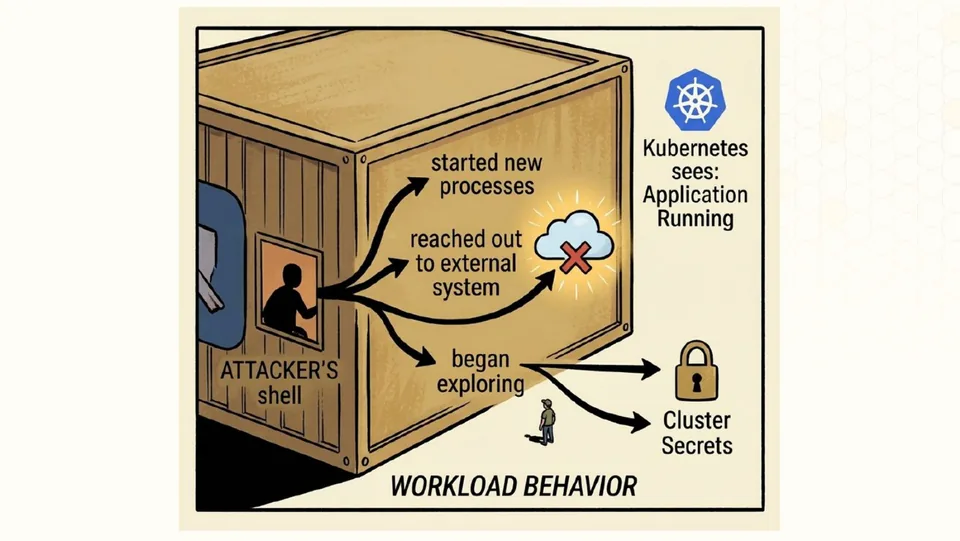 started new
processes
reached out
to external
system
began
exploring
ATTACKER'S
shell
Kubernetes
sees:
Application
Running
Cluster
Secrets
WORKLOAD BEHAVIOR